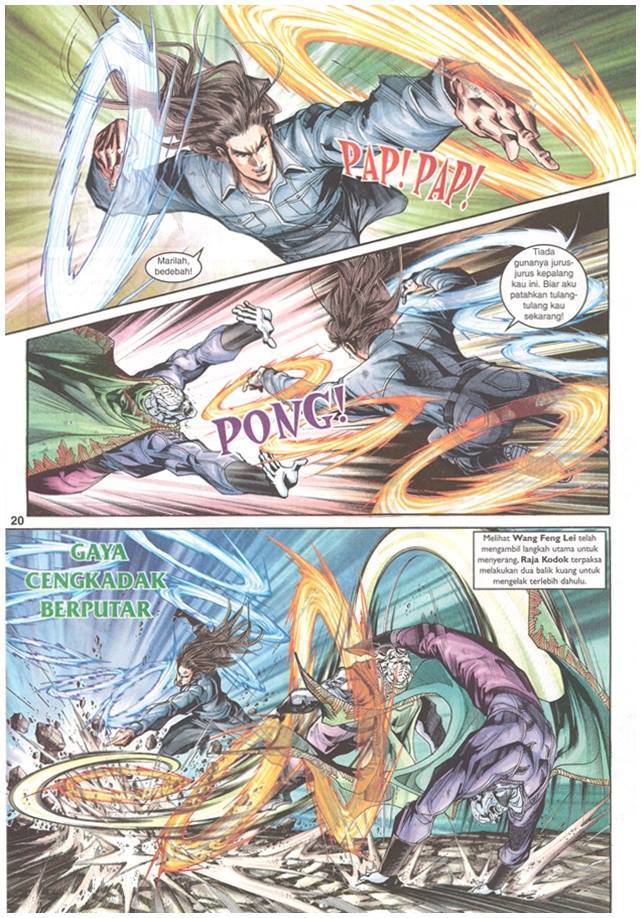 PAP! PAP!
Marilah,
bedebah!
Tiada
gunanya jurus-
jurus kepalang
kau ini. Biar aku
patahkan tulang-
tulang kau
sekarang!
PONG!
20
GAYA
CENGKADAK
BERPUTAR
Melihat Wang Feng Lei telah
mengambil langkah utama untuk
menyerang, Raja Kodok terpaksa
melakukan dua balik kuang untuk
mengelak terlebih dahulu.